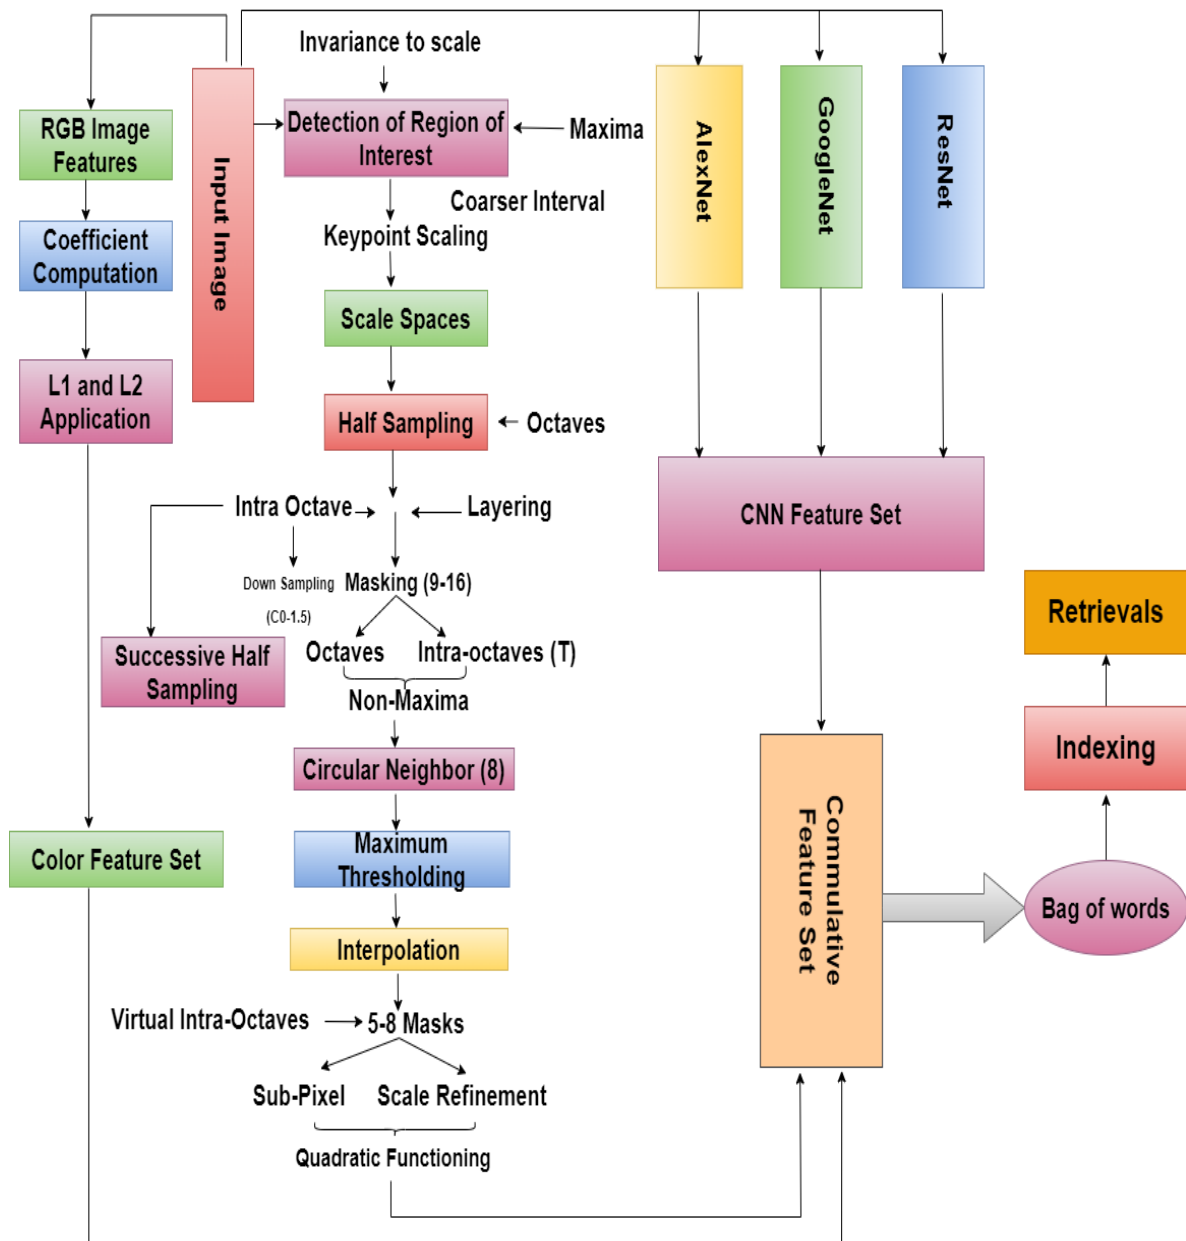 Invariance to scale
RGB Image
Features
Input Image
Detection of Region of
Interest
Maxima
AlexNet
GoogleNet
ResNet
Coarser Interval
Keypoint Scaling
Coefficient
Computation
Scale Spaces
L1 and L2
Application
Half Sampling
Octaves
Intra Octave
Layering
CNN Feature Set
Down Sampling
(C0-1.5)
Masking (9-16)
Octaves
Intra-octaves (T)
Successive Half
Sampling
Non-Maxima
Retrievals
Indexing
Circular Neighbor (8)
Maximum
Thresholding
Color Feature Set
Commulative
Feature Set
Bag of words
Interpolation
Virtual Intra-Octaves
5-8 Masks
Sub-Pixel
Scale Refinement
Quadratic Functioning